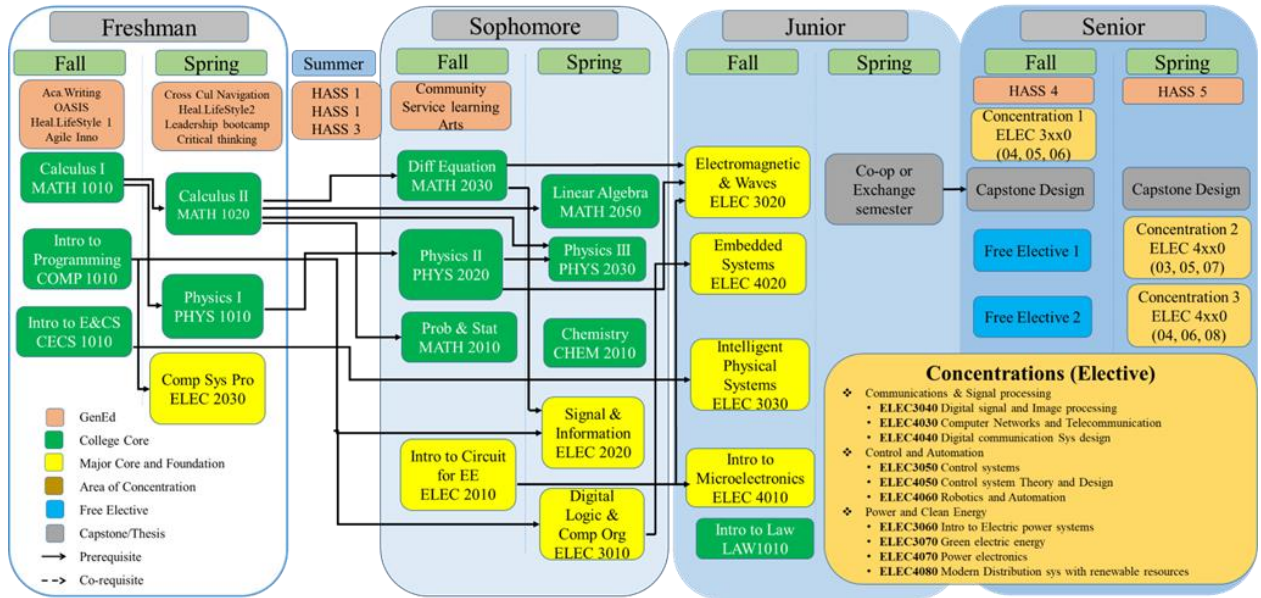 Freshman
Fall
Spring
Aca.Writing
OASIS
Heal.LifeStyle 1
Agile Inno
Cross Cul Navigation
Heal.LifeStyle2
Leadership bootcamp
Critical thinking
Calculus I
MATH 1010
Calculus II
MATH 1020
Intro to
Programming
COMP 1010
Physics I
PHYS 1010
Intro to E&CS
CECS 1010
Comp Sys Pro
ELEC 2030
GenEd
College Core
Major Core and Foundation
Area of Concentration
Free Elective
Capstone/Thesis
Prerequisite
Co-requisite
Summer
HASS 1
HASS 1
HASS 3
Sophomore
Fall
Spring
Community
Service learning
Arts
Diff Equation
MATH 2030
Linear Algebra
MATH 2050
Physics II
PHYS 2020
Physics III
PHYS 2030
Prob & Stat
MATH 2010
Chemistry
CHEM 2010
Signal &
Information
ELEC 2020
Intro to Circuit
for EE
ELEC 2010
Digital
Logic &
Comp Org
ELEC 3010
Junior
Fall
Spring
Electromagnetic
& Waves
ELEC 3020
Co-op or
Exchange
semester
Embedded
Systems
ELEC 4020
Intelligent
Physical
Systems
ELEC 3030
Intro to
Microelectronics
ELEC 4010
Intro to Law
LAW1010
Senior
Fall
Spring
HASS 4
HASS 5
Concentration 1
ELEC 3xx0
(04, 05, 06)
Capstone Design
Capstone Design
Free Elective 1
Concentration 2
ELEC 4xx0
(03, 05, 07)
Free Elective 2
Concentration 3
ELEC 4xx0
(04, 06, 08)
Concentrations (Elective)
❖ Communications & Signal processing
• ELEC3040 Digital signal and Image processing
• ELEC4030 Computer Networks and Telecommunication
• ELEC4040 Digital communication Sys design
❖ Control and Automation
• ELEC3050 Control systems
• ELEC4050 Control system Theory and Design
• ELEC4060 Robotics and Automation
❖ Power and Clean Energy
• ELEC3060 Intro to Electric power systems
• ELEC3070 Green electric energy
• ELEC4070 Power electronics
• ELEC4080 Modern Distribution sys with renewable resources